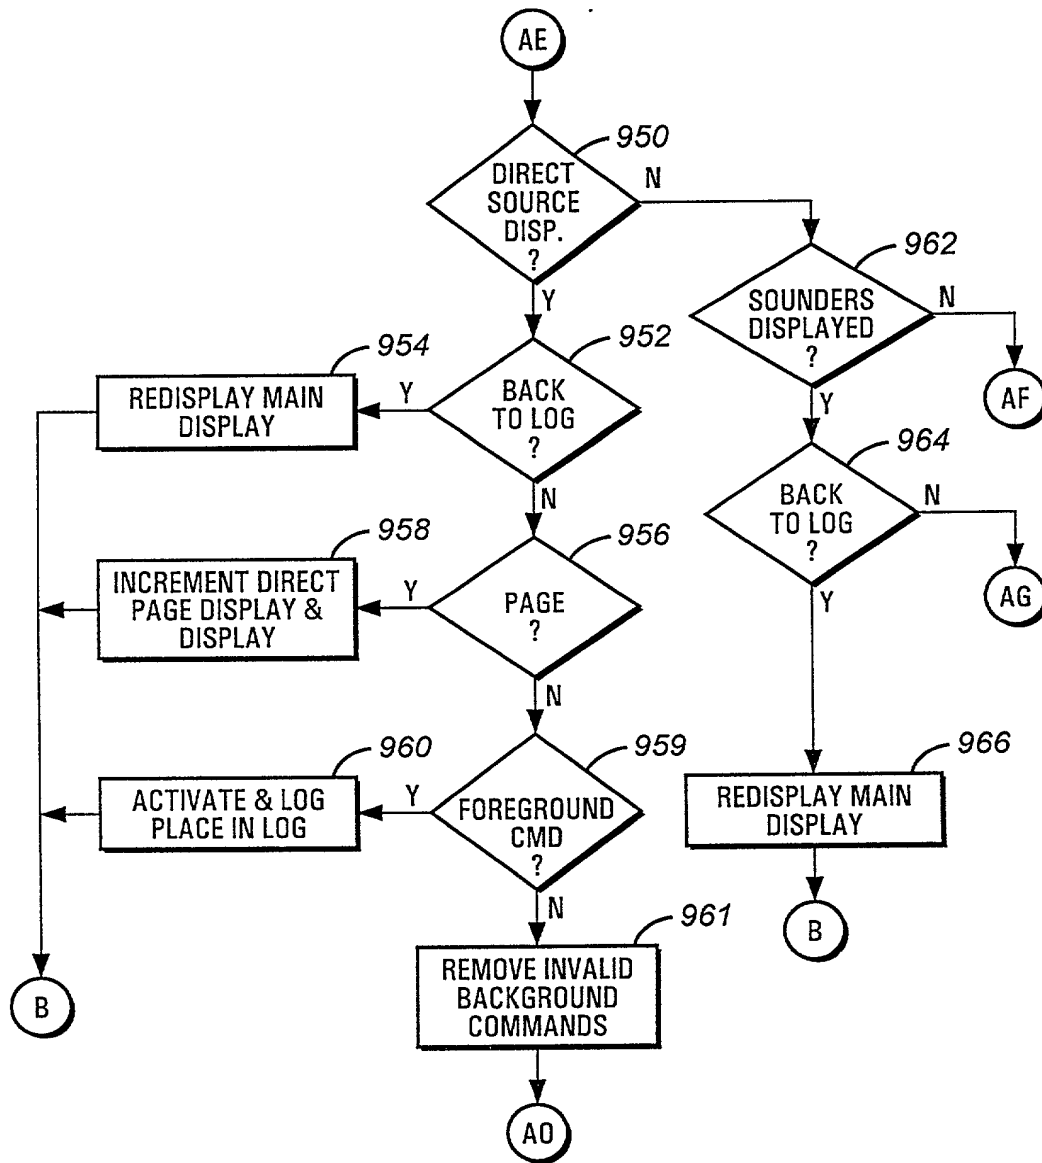 AE
950
DIRECT
SOURCE
DISP.
?
N
Y
962
SOUNDERS
DISPLAYED
?
N
Y
AF
952
BACK
TO LOG
?
Y
N
954
REDISPLAY MAIN
DISPLAY
964
BACK
TO LOG
?
N
Y
AG
956
PAGE
?
Y
N
958
INCREMENT DIRECT
PAGE DISPLAY &
DISPLAY
959
FOREGROUND
CMD
?
Y
N
960
ACTIVATE & LOG
PLACE IN LOG
966
REDISPLAY MAIN
DISPLAY
B
961
REMOVE INVALID
BACKGROUND
COMMANDS
B
AO